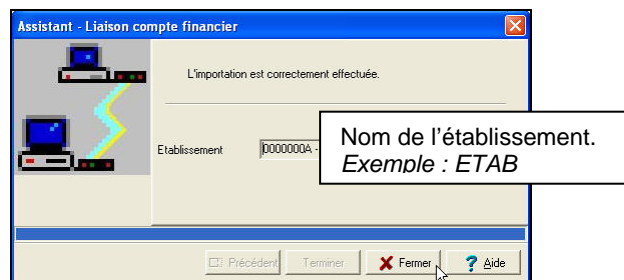 Assistant - Liaison compte financier
L'importation est correctement effectuée.
Etablissement
0000000A -
Nom de l'établissement.
Exemple : ETAB
Précédent
Terminer
Fermer
? Aide